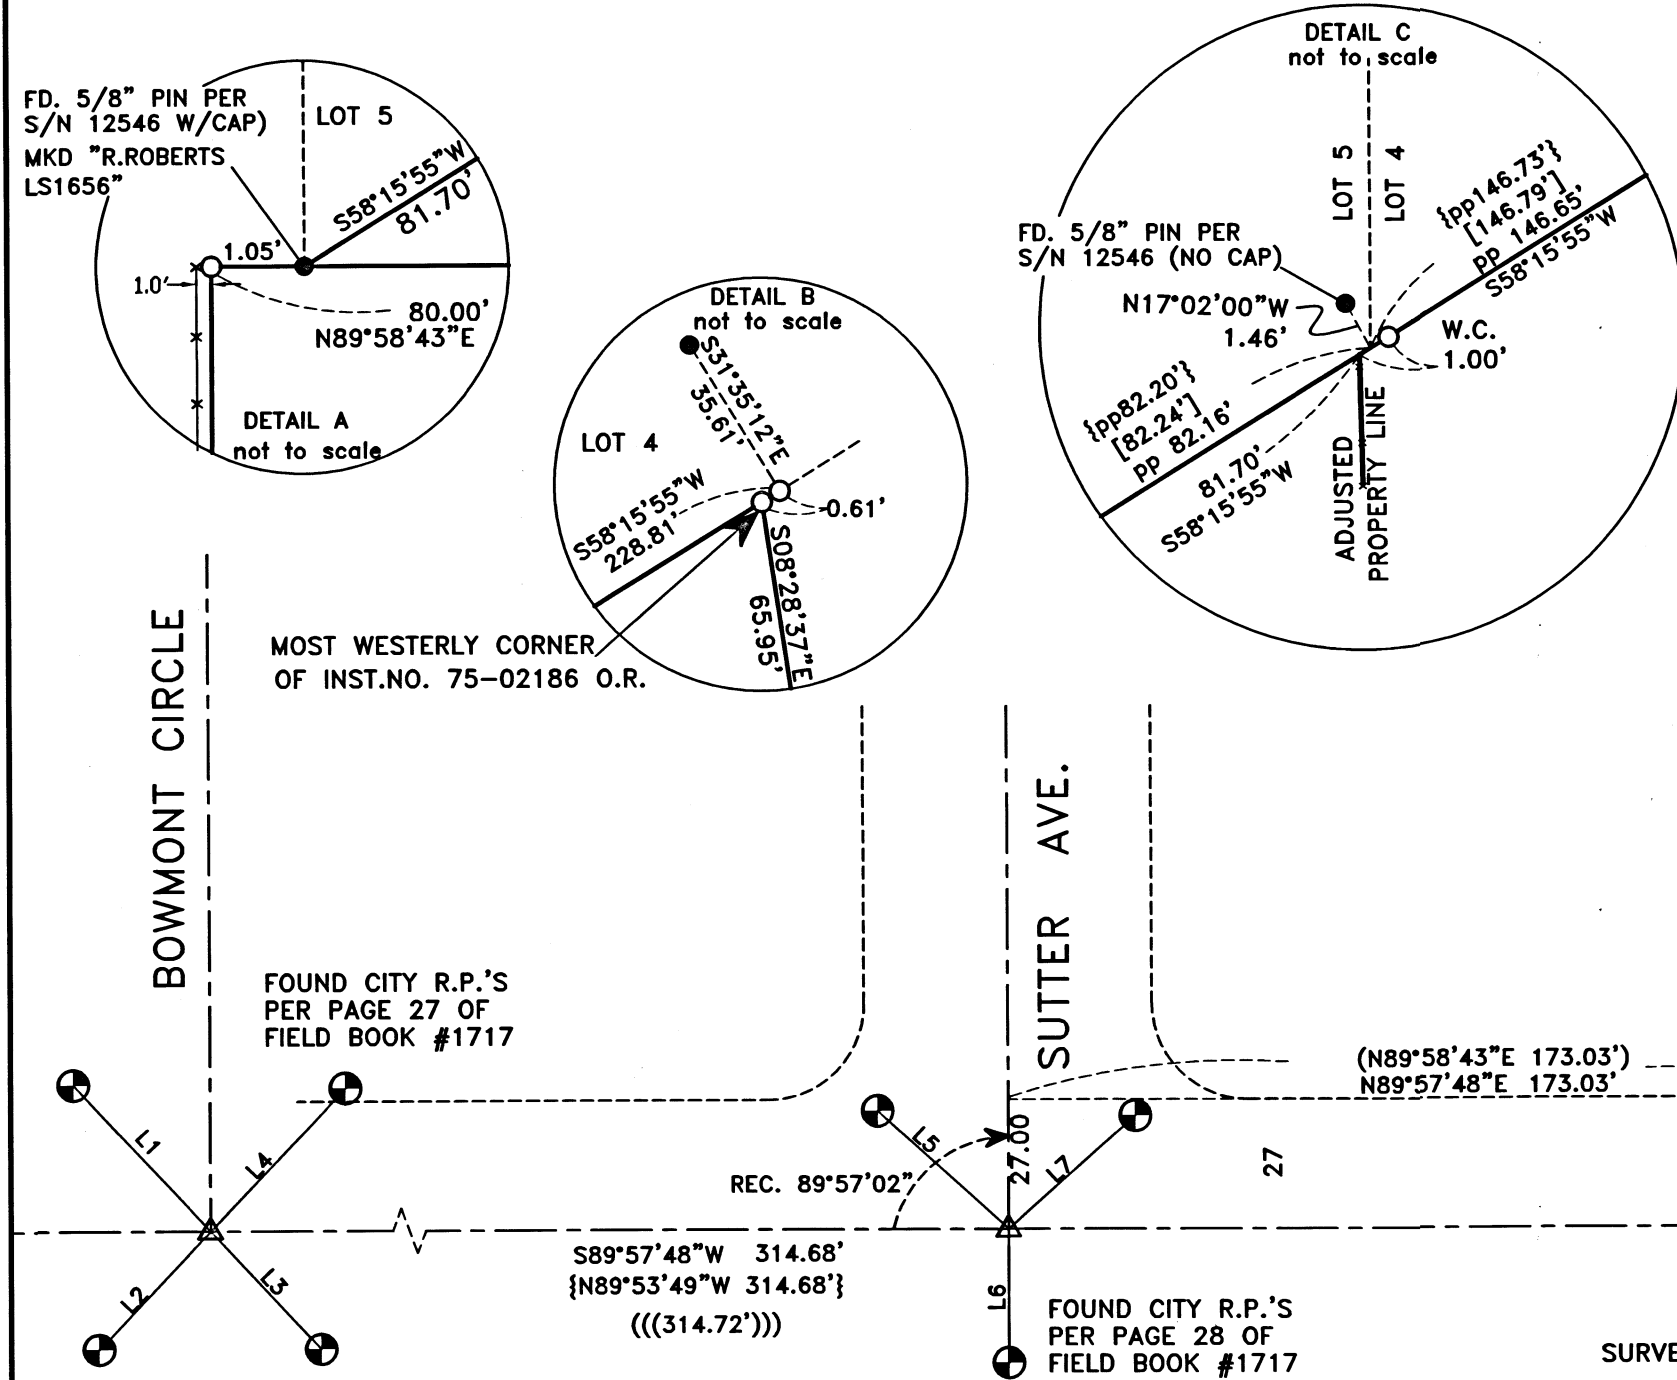 FD. 5/8" PIN PER
S/N 12546 W/CAP)
MKD "R.ROBERTS
LS1656"
LOT 5
S58°15'55"W
81.70'
1.05'
1.0'
80.00'
N89°58'43"E
DETAIL A
not to scale
DETAIL B
not to scale
S31°35'12"E
35.61'
LOT 4
S58°15'55"W
228.81'
0.61'
S08°28'37"E
65.95'
MOST WESTERLY CORNER
OF INST.NO. 75-02186 O.R.
DETAIL C
not to scale
LOT 5
LOT 4
{pp146.73'}
[146.79']
pp 146.65'
S58°15'55"W
FD. 5/8" PIN PER
S/N 12546 (NO CAP)
N17°02'00"W
1.46'
W.C.
1.00'
{pp82.20'}
[82.24']
pp 82.16'
81.70'
S58°15'55"W
ADJUSTED
PROPERTY LINE
BOWMONT CIRCLE
SUTTER AVE.
FOUND CITY R.P.'S
PER PAGE 27 OF
FIELD BOOK #1717
L1
L4
L2
L3
L5
L7
L6
27.00
27
(N89°58'43"E 173.03')
N89°57'48"E 173.03'
REC. 89°57'02"
S89°57'48"W 314.68'
{N89°53'49"W 314.68'}
(((314.72')))
FOUND CITY R.P.'S
PER PAGE 28 OF
FIELD BOOK #1717
SURVE